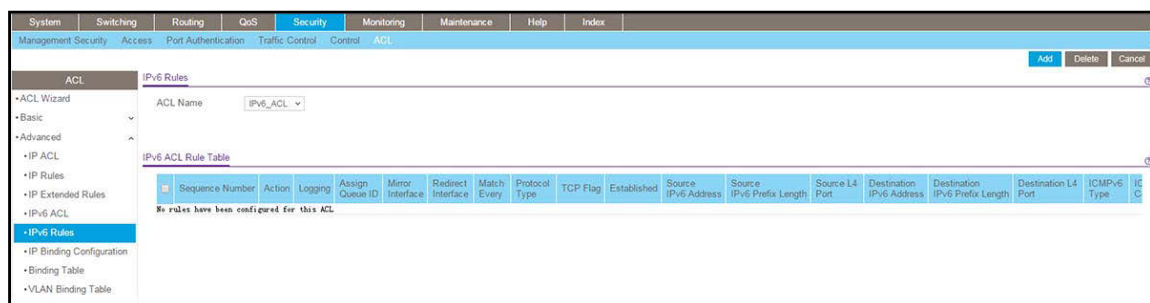 System Switching Routing QoS Security Monitoring Maintenance Help Index
Management Security Access Port Authentication Traffic Control Control ACL
Add Delete Cancel
ACL
IPv6 Rules
ACL Wizard
ACL Name IPv6_ACL
Basic
Advanced
IP ACL
IPv6 ACL Rule Table
IP Rules
IP Extended Rules
Sequence Number Action Logging Assign Queue ID Mirror Interface Redirect Interface Match Every Protocol Type TCP Flag Established Source IPv6 Address Source IPv6 Prefix Length Source L4 Port Destination IPv6 Address Destination IPv6 Prefix Length Destination L4 Port ICMPv6 Type IC C
No rules have been configured for this ACL
IPv6 ACL
IPv6 Rules
IP Binding Configuration
Binding Table
VLAN Binding Table